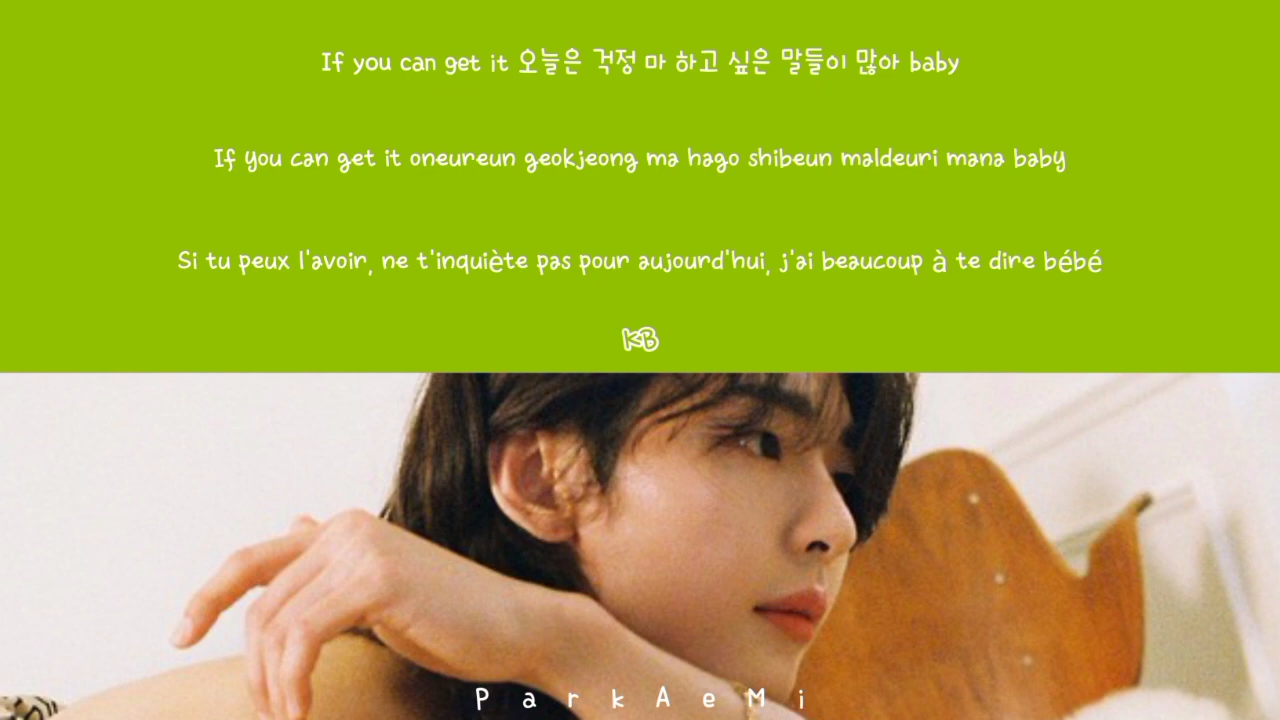 If you can get it 오늘은 걱정 마 하고 싶은 말들이 많아 baby
If you can get it oneureun geokjeong ma hago shibeun maldeuri mana baby
Si tu peux l'avoir, ne t'inquiète pas pour aujourd'hui, j'ai beaucoup à te dire bébé
KB
ParkAeMi